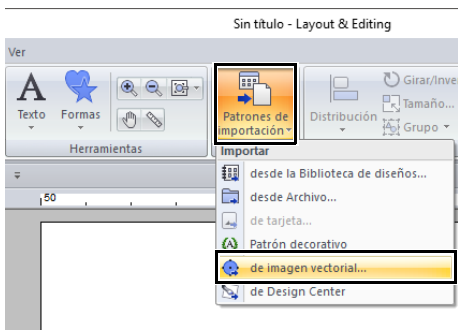 Sin título - Layout & Editing
Ver
Texto
Formas
Herramientas
Patrones de
importación
Distribución
Girar/Inve
Tamaño...
Grupo
Importar
desde la Biblioteca de diseños...
desde Archivo...
de tarjeta...
Patrón decorativo
de imagen vectorial...
de Design Center
50